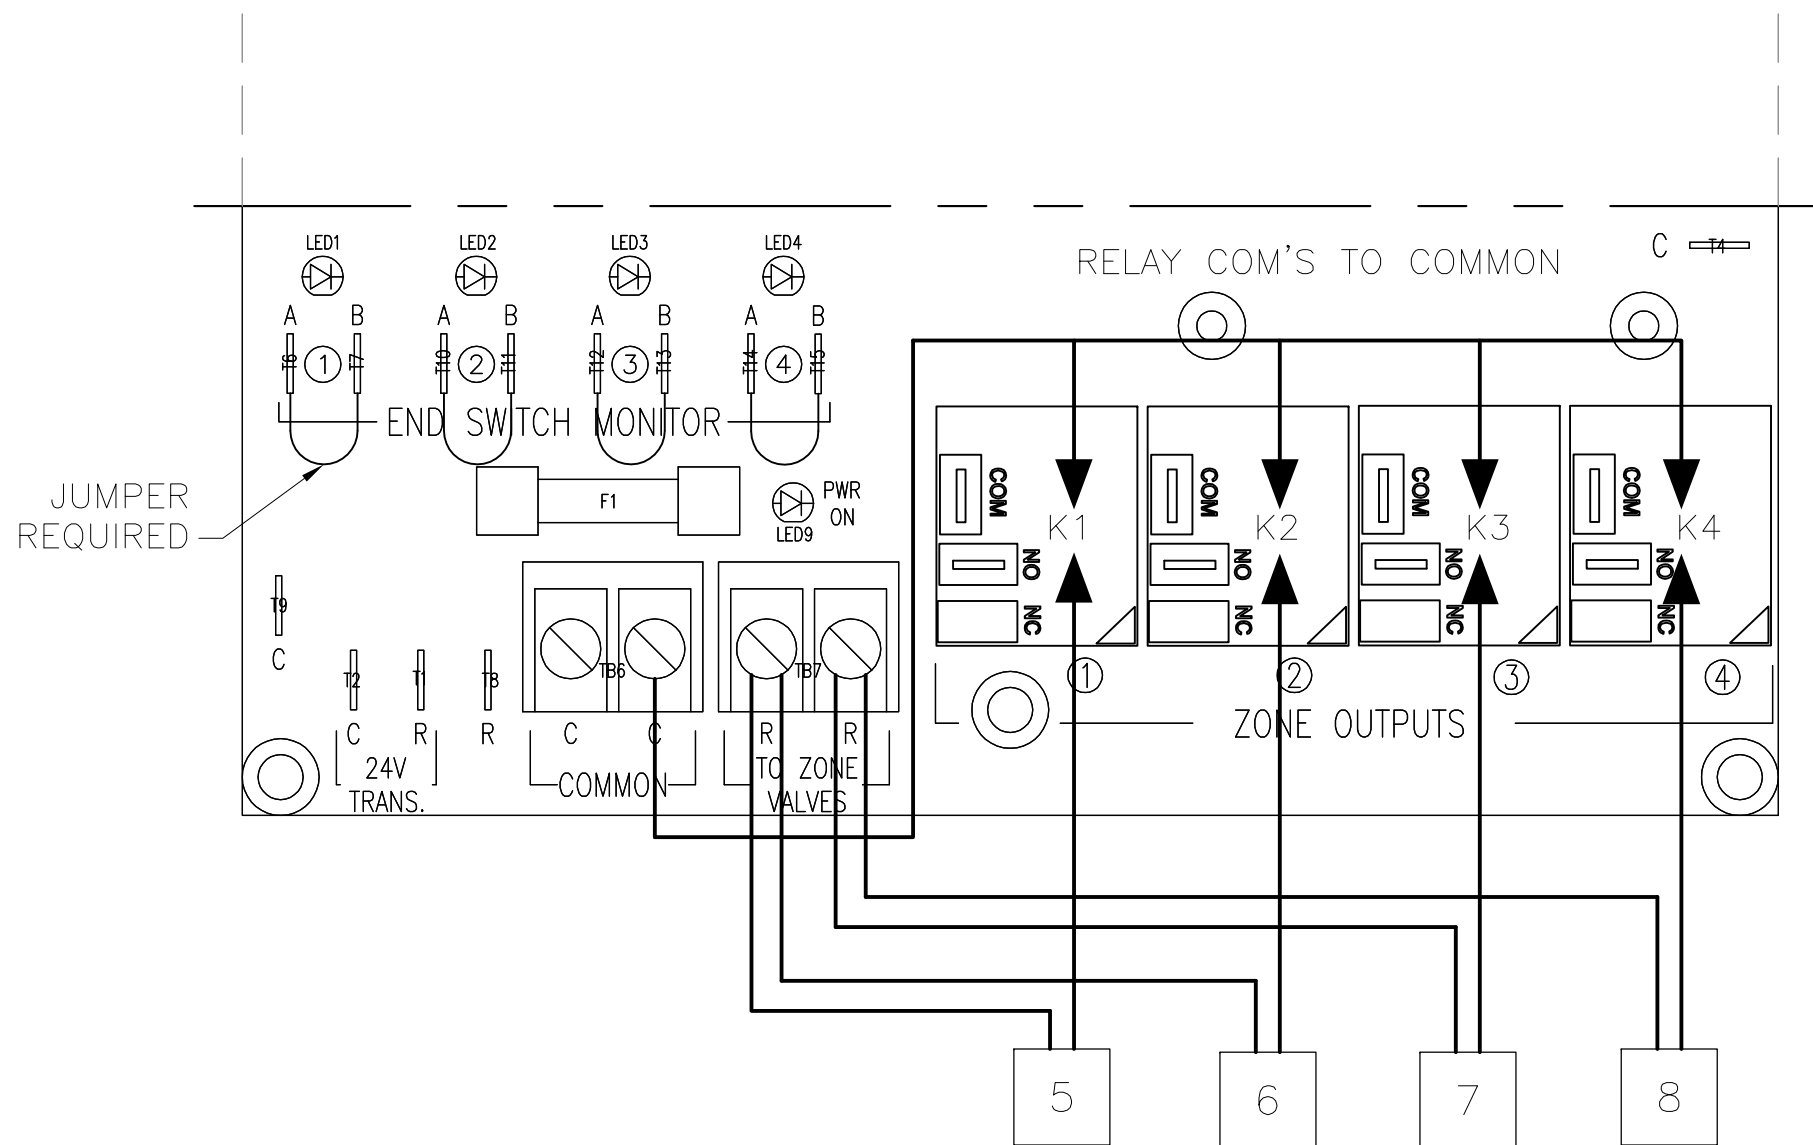 LED1 LED2 LED3 LED4
RELAY COM'S TO COMMON
C T4
A B A B A B A B
T6 1 T7 T10 2 T11 T12 3 T13 T14 4 T15
END SWITCH MONITOR
JUMPER
REQUIRED
F1
PWR
ON
LED9
COM K1 NO NC
COM K2 NO NC
COM K3 NO NC
COM K4 NO NC
T9
C
T2 T1 T8
C R R
24V
TRANS.
TB6
C C
COMMON
TB7
R R
TO ZONE
VALVES
1 2 3 4
ZONE OUTPUTS
5 6 7 8